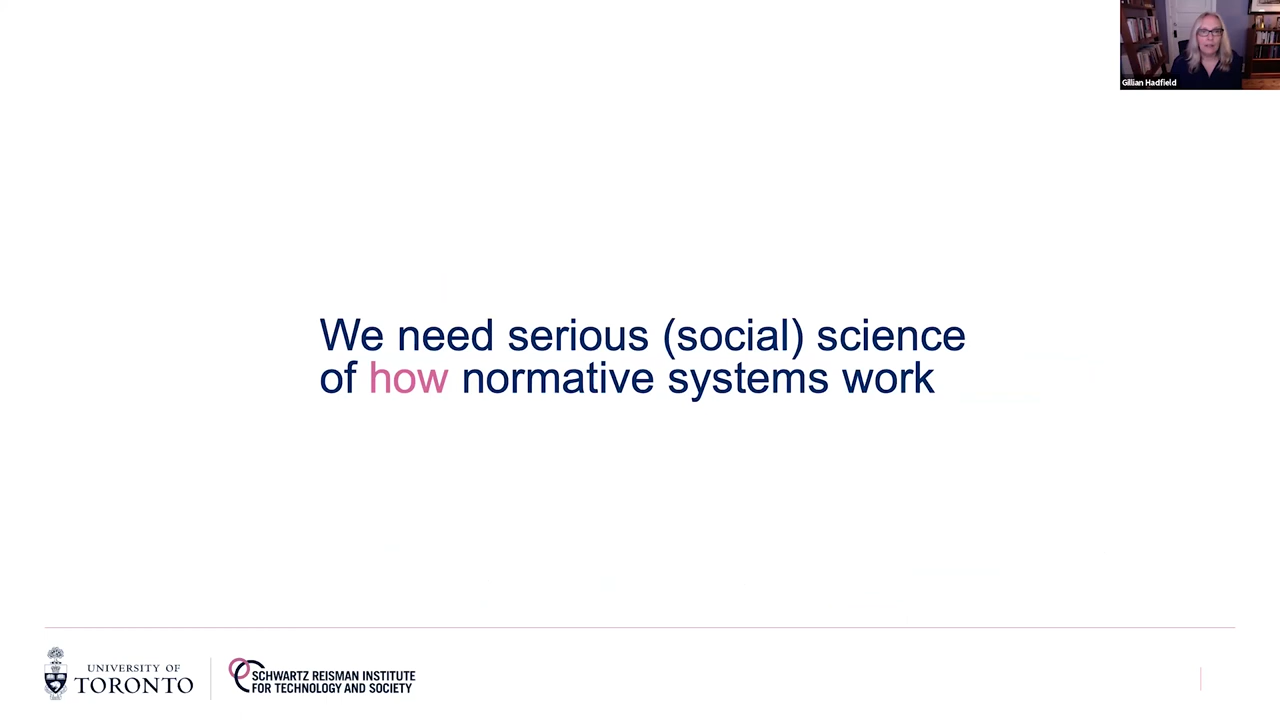 Gillian Hadfield
We need serious (social) science
of how normative systems work
UNIVERSITY OF
TORONTO
SCHWARTZ REISMAN INSTITUTE
FOR TECHNOLOGY AND SOCIETY